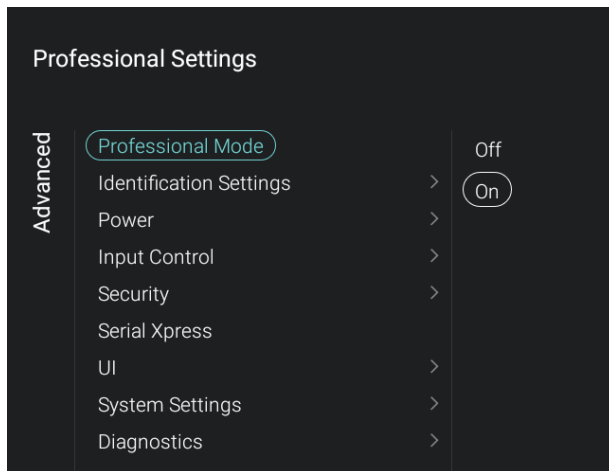 Professional Settings
Advanced
Professional Mode
Off
Identification Settings
On
Power
Input Control
Security
Serial Xpress
UI
System Settings
Diagnostics